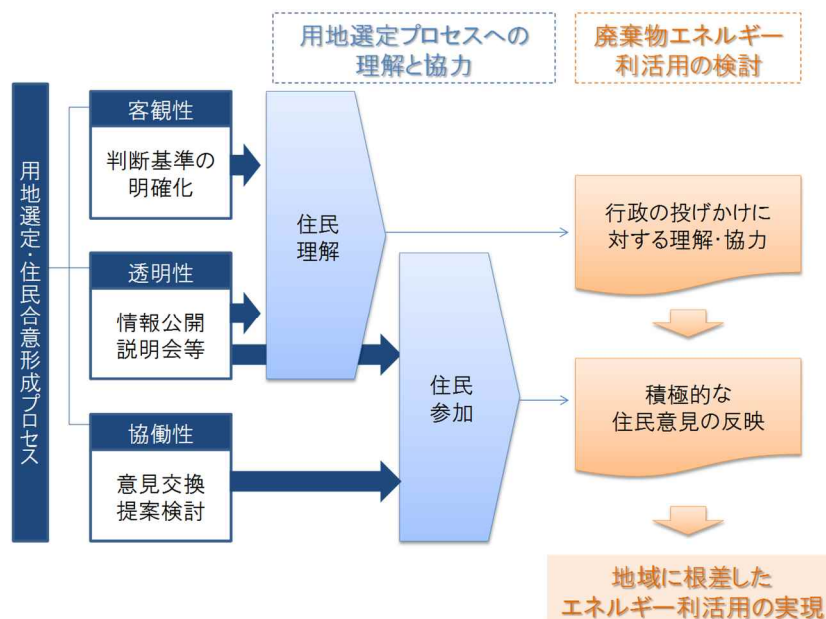 用地選定プロセスへの
理解と協力
廃棄物エネルギー
利活用の検討
用地選定・住民合意形成プロセス
客観性
判断基準の
明確化
透明性
情報公開
説明会等
協働性
意見交換
提案検討
住民
理解
住民
参加
行政の投げかけに
対する理解・協力
積極的な
住民意見の反映
地域に根差した
エネルギー利活用の実現